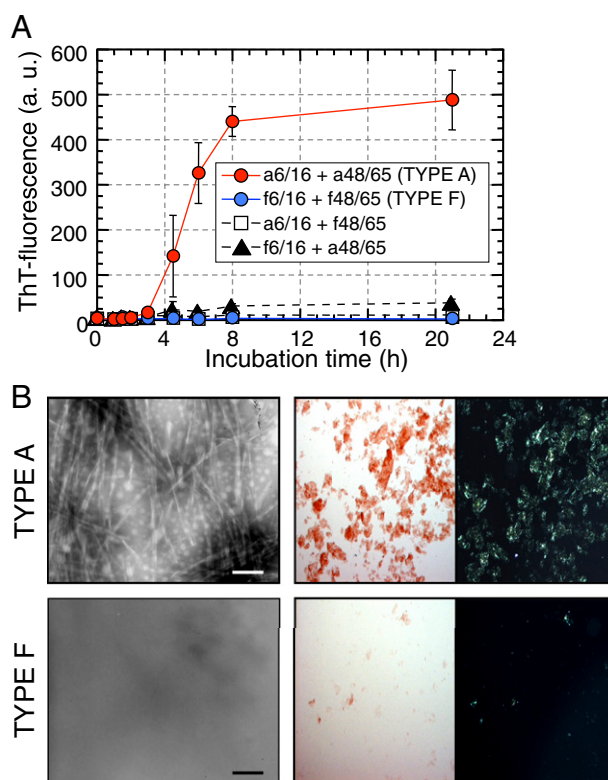 A
600
500
400
300
200
100
0
ThT-fluorescence (a. u.)
a6/16 + a48/65 (TYPE A)
f6/16 + f48/65 (TYPE F)
a6/16 + f48/65
f6/16 + a48/65
0 4 8 12 16 20 24
Incubation time (h)
B
TYPE A
TYPE F